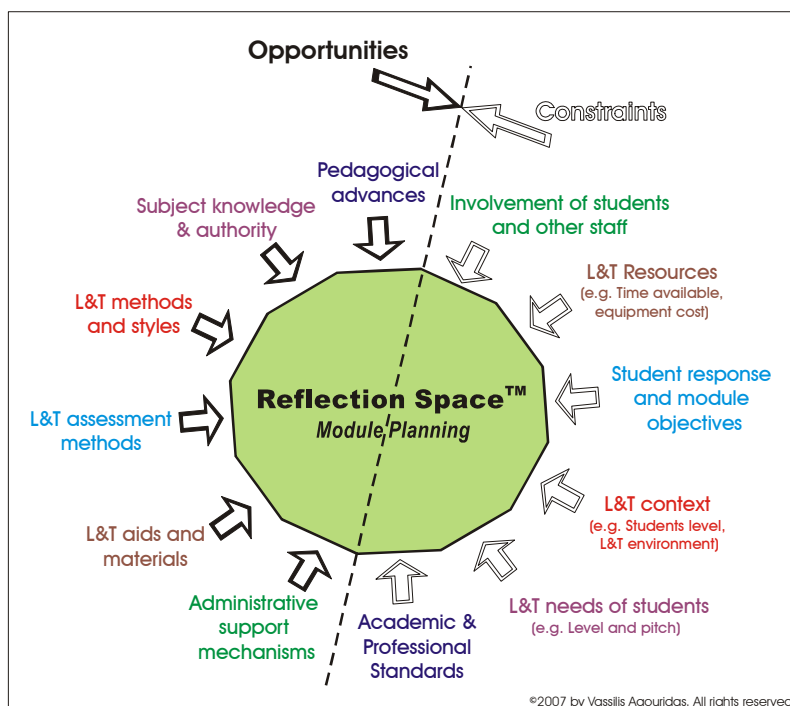 Opportunities
Constraints
Pedagogical
advances
Subject knowledge
& authority
Involvement of students
and other staff
L&T methods
and styles
L&T Resources
(e.g. Time available,
equipment cost)
L&T assessment
methods
Reflection Space™
Module Planning
Student response
and module
objectives
L&T aids and
materials
L&T context
(e.g. Students level,
L&T environment)
Administrative
support
mechanisms
Academic &
Professional
Standards
L&T needs of students
(e.g. Level and pitch)
©2007 by Vassilis Agouridas. All rights reserved